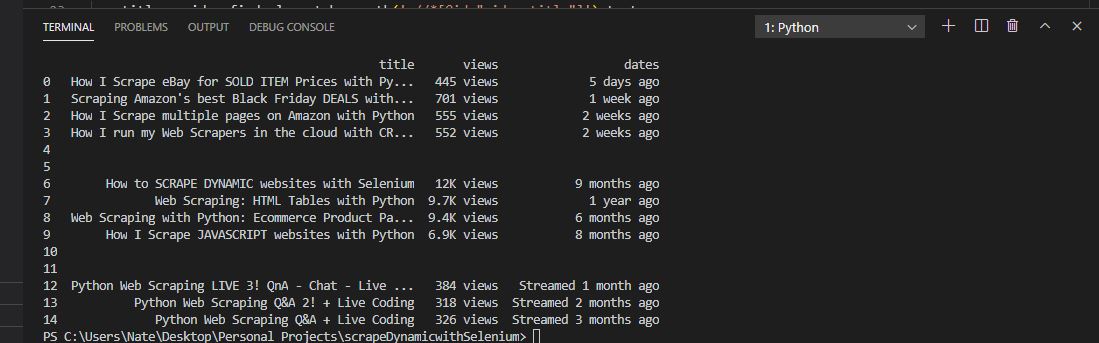 TERMINAL PROBLEMS OUTPUT DEBUG CONSOLE 1: Python
title views dates
0 How I Scrape eBay for SOLD ITEM Prices with Py... 445 views 5 days ago
1 Scraping Amazon's best Black Friday DEALS with... 701 views 1 week ago
2 How I Scrape multiple pages on Amazon with Python 555 views 2 weeks ago
3 How I run my Web Scrapers in the cloud with CR... 552 views 2 weeks ago
4
5
6 How to SCRAPE DYNAMIC websites with Selenium 12K views 9 months ago
7 Web Scraping: HTML Tables with Python 9.7K views 1 year ago
8 Web Scraping with Python: Ecommerce Product Pa... 9.4K views 6 months ago
9 How I Scrape JAVASCRIPT websites with Python 6.9K views 8 months ago
10
11
12 Python Web Scraping LIVE 3! QnA - Chat - Live ... 384 views Streamed 1 month ago
13 Python Web Scraping Q&A 2! + Live Coding 318 views Streamed 2 months ago
14 Python Web Scraping Q&A + Live Coding 326 views Streamed 3 months ago
PS C:\Users\Nate\Desktop\Personal Projects\scrapeDynamicwithSelenium>